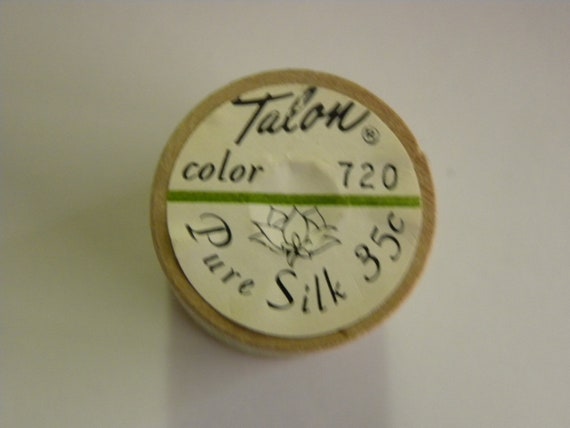 Talon ®
color 720
Pure Silk 35¢